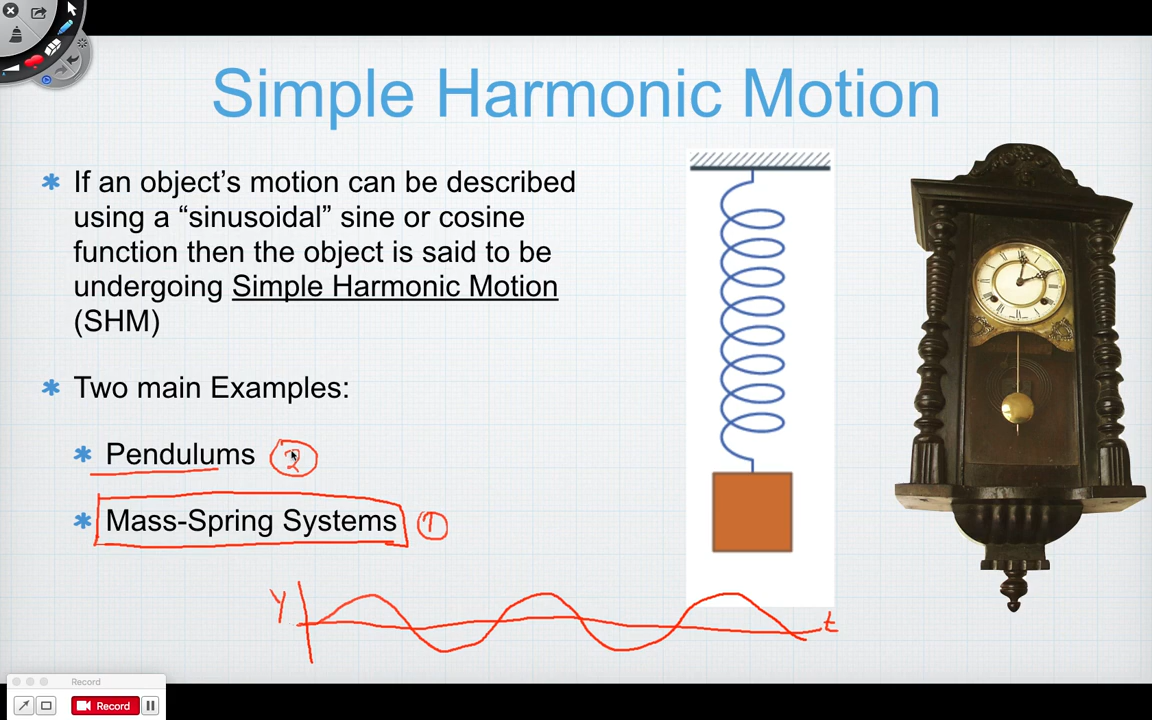 Simple Harmonic Motion
If an object’s motion can be described
using a “sinusoidal” sine or cosine
function then the object is said to be
undergoing Simple Harmonic Motion
(SHM)
Two main Examples:
Pendulums 2
Mass-Spring Systems 1
Y
t
Record
Record